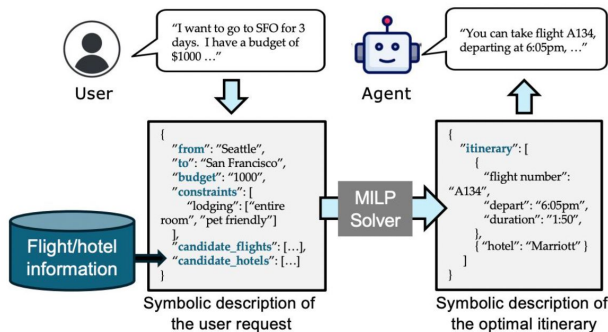 “I want to go to SFO for 3
days.  I have a budget of
$1000 …”
User
“You can take flight A134,
departing at 6:05pm, …”
Agent
{
“from”: “Seattle”,
“to”: “San Francisco”,
“budget”: “1000”,
“constraints”: [
“lodging”: [“entire
room”, “pet friendly”]
],
“candidate_flights”: […],
“candidate_hotels”: […]
}
Flight/hotel
information
Symbolic description of
the user request
MILP
Solver
{
“itinerary”: [
{
“flight number”:
“A134”,
“depart”: “6:05pm”,
“duration”: “1:50”,
},
{ “hotel”: “Marriott” }
]
}
Symbolic description of
the optimal itinerary